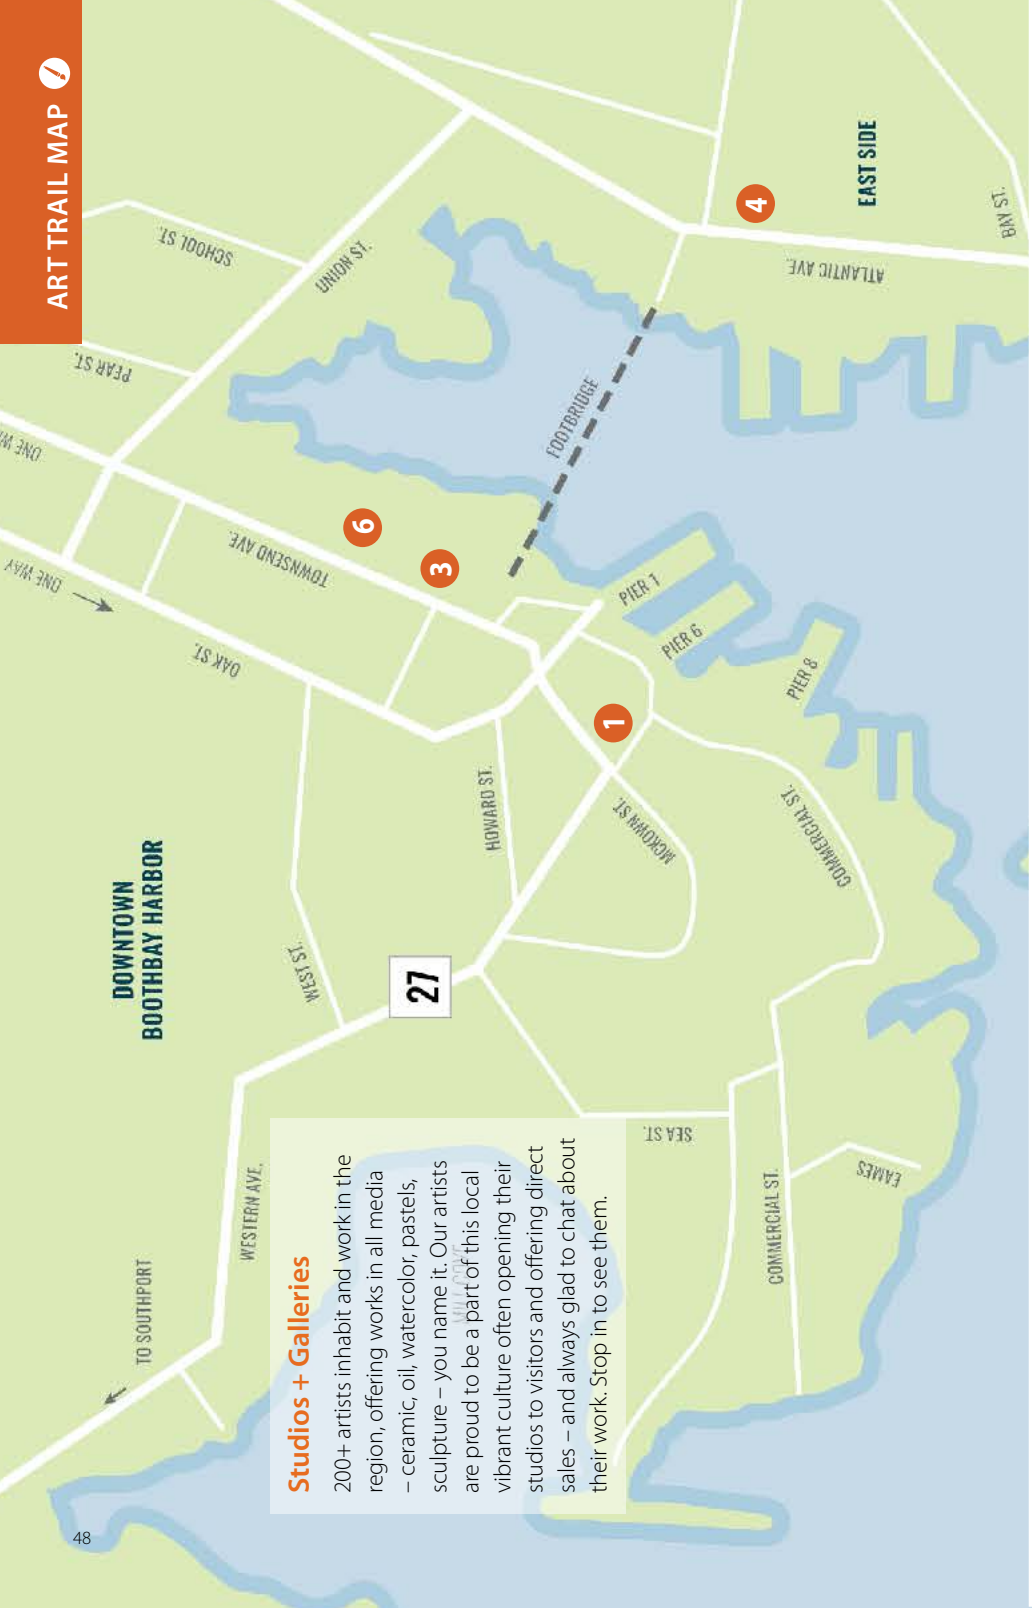 ART TRAIL MAP
SCHOOL ST.
UNION ST.
PEAR ST.
ONE
ONE WAY
TOWNSEND AVE.
OAK ST.
FOOTBRIDGE
EAST SIDE
BAY ST.
ATLANTIC AVE.
4
6
3
1
PIER 1
PIER 6
PIER 8
HOWARD ST.
MCKOWN ST.
COMMERCIAL ST.
DOWNTOWN
BOOTHBAY HARBOR
WEST ST.
27
SEA ST.
EAMES
COMMERCIAL ST.
WESTERN AVE.
TO SOUTHPORT
Studios + Galleries
200+ artists inhabit and work in the
region, offering works in all media
– ceramic, oil, watercolor, pastels,
sculpture – you name it. Our artists
are proud to be a part of this local
vibrant culture often opening their
studios to visitors and offering direct
sales – and always glad to chat about
their work. Stop in to see them.
48